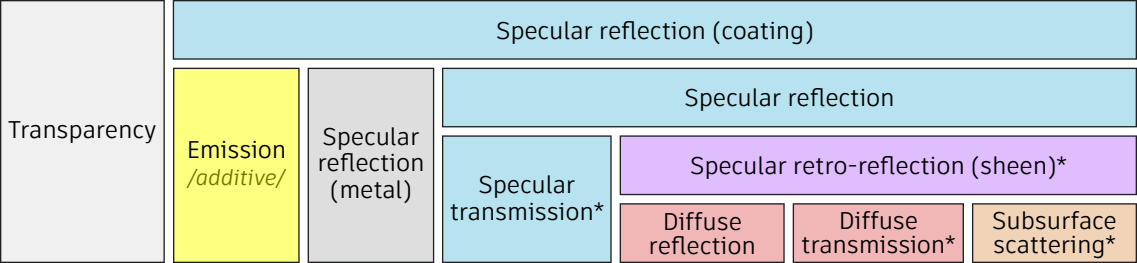 Transparency
Specular reflection (coating)
Emission
/additive/
Specular
reflection
(metal)
Specular reflection
Specular
transmission*
Specular retro-reflection (sheen)*
Diffuse
reflection
Diffuse
transmission*
Subsurface
scattering*